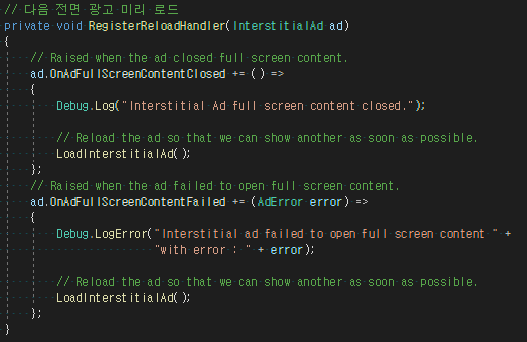 // 다음 전면 광고 미리 로드
private void RegisterReloadHandler(InterstitialAd ad)
{
// Raised when the ad closed full screen content.
ad.OnAdFullScreenContentClosed += () =>
{
Debug.Log("Interstitial Ad full screen content closed.");
// Reload the ad so that we can show another as soon as possible.
LoadInterstitialAd();
};
// Raised when the ad failed to open full screen content.
ad.OnAdFullScreenContentFailed += (AdError error) =>
{
Debug.LogError("Interstitial ad failed to open full screen content " +
"with error : " + error);
// Reload the ad so that we can show another as soon as possible.
LoadInterstitialAd();
};
}